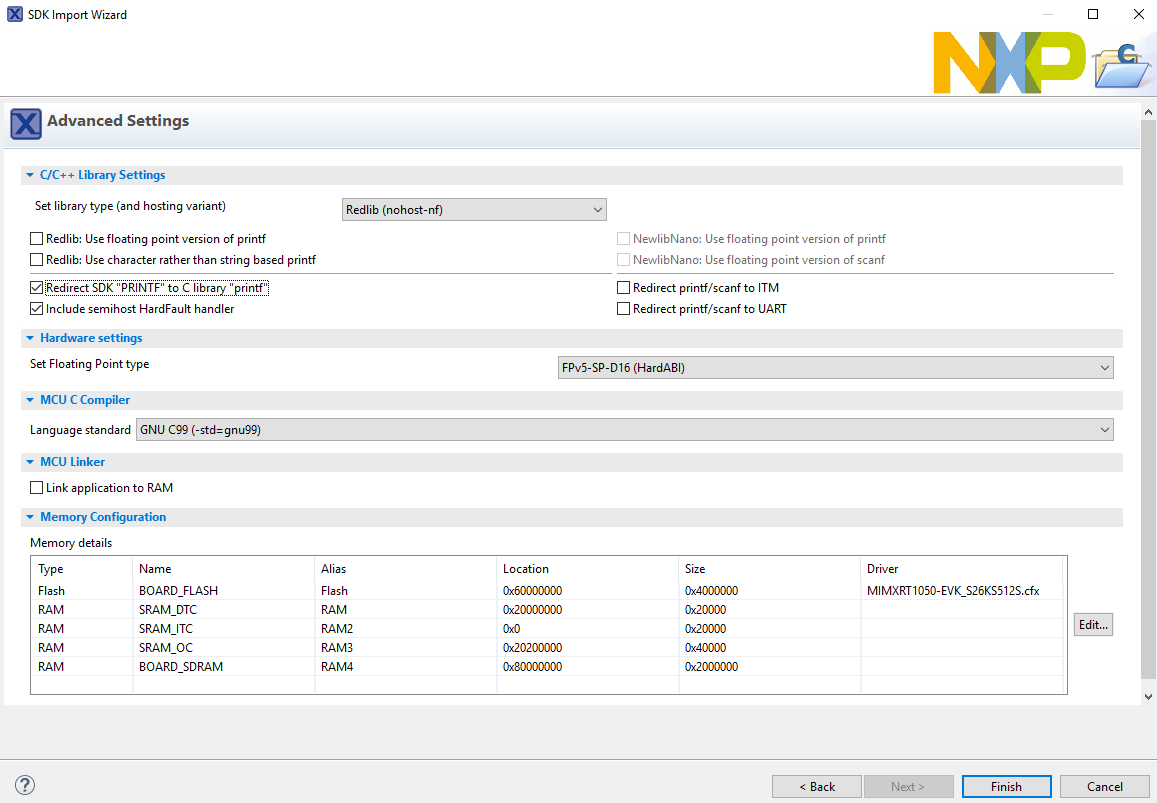 SDK Import Wizard
NXP
C
Advanced Settings
C/C++ Library Settings
Set library type (and hosting variant) Redlib (nohost-nf)
Redlib: Use floating point version of printf NewlibNano: Use floating point version of printf
Redlib: Use character rather than string based printf NewlibNano: Use floating point version of scanf
Redirect SDK "PRINTF" to C library "printf" Redirect printf/scanf to ITM
Include semihost HardFault handler Redirect printf/scanf to UART
Hardware settings
Set Floating Point type FPv5-SP-D16 (HardABI)
MCU C Compiler
Language standard GNU C99 (-std=gnu99)
MCU Linker
Link application to RAM
Memory Configuration
Memory details
Type Name Alias Location Size Driver
Flash BOARD_FLASH Flash 0x60000000 0x4000000 MIMXRT1050-EVK_S26KS512S.cfx
RAM SRAM_DTC RAM 0x20000000 0x20000
RAM SRAM_ITC RAM2 0x0 0x20000
RAM SRAM_OC RAM3 0x20200000 0x40000
RAM BOARD_SDRAM RAM4 0x80000000 0x2000000
Edit...
? < Back Next > Finish Cancel